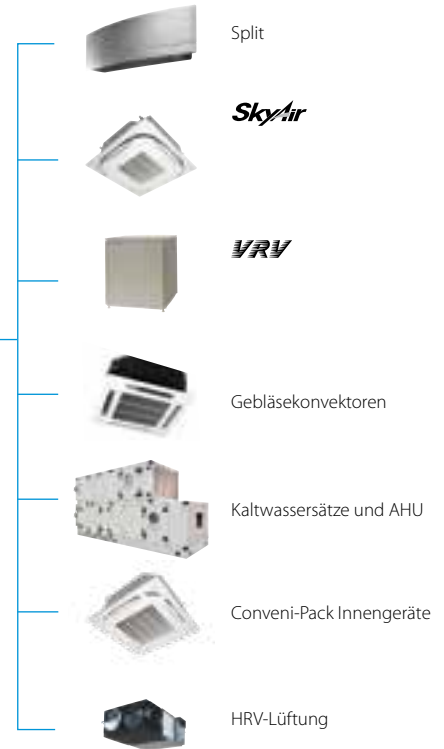 Split
SkyAir
VRV
Gebläsekonvektoren
Kaltwassersätze und AHU
Conveni-Pack Innengeräte
HRV-Lüftung